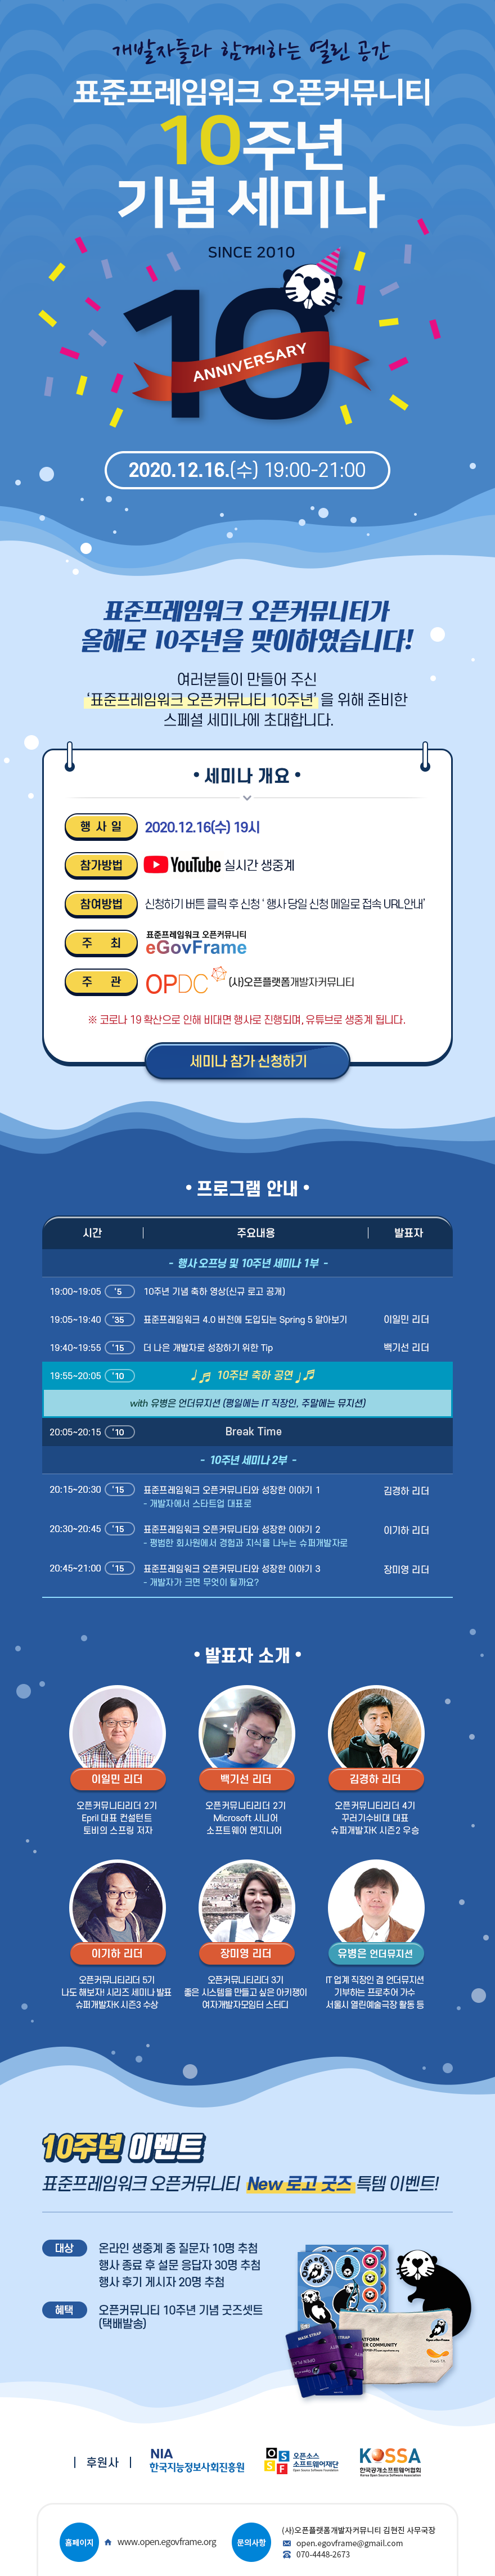 개발자들과 함께하는 열린 공간
표준프레임워크 오픈커뮤니티
10주년
기념 세미나
SINCE 2010
10
ANNIVERSARY
2020.12.16.(수) 19:00-21:00
표준프레임워크 오픈커뮤니티가
올해로 10주년을 맞이하였습니다!
여러분들이 만들어 주신
'표준프레임워크 오픈커뮤니티 10주년' 을 위해 준비한
스페셜 세미나에 초대합니다.
• 세미나 개요 •
행 사 일 2020.12.16(수) 19시
참가방법 YouTube 실시간 생중계
참여방법 신청하기 버튼 클릭 후 신청 ‘ 행사 당일 신청 메일로 접속 URL안내’
주 최 표준프레임워크 오픈커뮤니티
eGovFrame
주 관 OPDC (사)오픈플랫폼개발자커뮤니티
※ 코로나 19 확산으로 인해 비대면 행사로 진행되며, 유튜브로 생중계 됩니다.
세미나 참가 신청하기
• 프로그램 안내 •
시간 주요내용 발표자
- 행사 오프닝 및 10주년 세미나 1부 -
19:00~19:05 '5 10주년 기념 축하 영상(신규 로고 공개)
19:05~19:40 '35 표준프레임워크 4.0 버전에 도입되는 Spring 5 알아보기 이일민 리더
19:40~19:55 '15 더 나은 개발자로 성장하기 위한 Tip 백기선 리더
19:55~20:05 '10 10주년 축하 공연
with 유병은 언더뮤지션 (평일에는 IT 직장인, 주말에는 뮤지션)
20:05~20:15 '10 Break Time
- 10주년 세미나 2부 -
20:15~20:30 '15 표준프레임워크 오픈커뮤니티와 성장한 이야기 1 김경하 리더
- 개발자에서 스타트업 대표로
20:30~20:45 '15 표준프레임워크 오픈커뮤니티와 성장한 이야기 2 이기하 리더
- 평범한 회사원에서 경험과 지식을 나누는 슈퍼개발자로
20:45~21:00 '15 표준프레임워크 오픈커뮤니티와 성장한 이야기 3 장미영 리더
- 개발자가 크면 무엇이 될까요?
• 발표자 소개 •
이일민 리더
오픈커뮤니티리더 2기
Epril 대표 컨설턴트
토비의 스프링 저자
백기선 리더
오픈커뮤니티리더 2기
Microsoft 시니어
소프트웨어 엔지니어
김경하 리더
오픈커뮤니티리더 4기
꾸러기수비대 대표
슈퍼개발자K 시즌2 우승
이기하 리더
오픈커뮤니티리더 5기
나도 해보자! 시리즈 세미나 발표
슈퍼개발자K 시즌3 수상
장미영 리더
오픈커뮤니티리더 3기
좋은 시스템을 만들고 싶은 아키쟁이
여자개발자모임터 스터디
유병은 언더뮤지션
IT 업계 직장인 겸 언더뮤지션
기부하는 프로추어 가수
서울시 열린예술극장 활동 등
10주년 이벤트
표준프레임워크 오픈커뮤니티 New 로고 굿즈 특템 이벤트!
대상 온라인 생중계 중 질문자 10명 추첨
행사 종료 후 설문 응답자 30명 추첨
행사 후기 게시자 20명 추첨
혜택 오픈커뮤니티 10주년 기념 굿즈셋트
(택배발송)
MASK STRAP
후원사
NIA
한국지능정보사회진흥원
OSSF
오픈소스
소프트웨어재단
Open Source Software Foundation
KOSSA
한국공개소프트웨어협회
Korea Open Source Software Association
홈페이지 www.open.egovframe.org
문의사항 (사)오픈플랫폼개발자커뮤니티 김현진 사무국장
open.egovframe@gmail.com
070-4448-2673